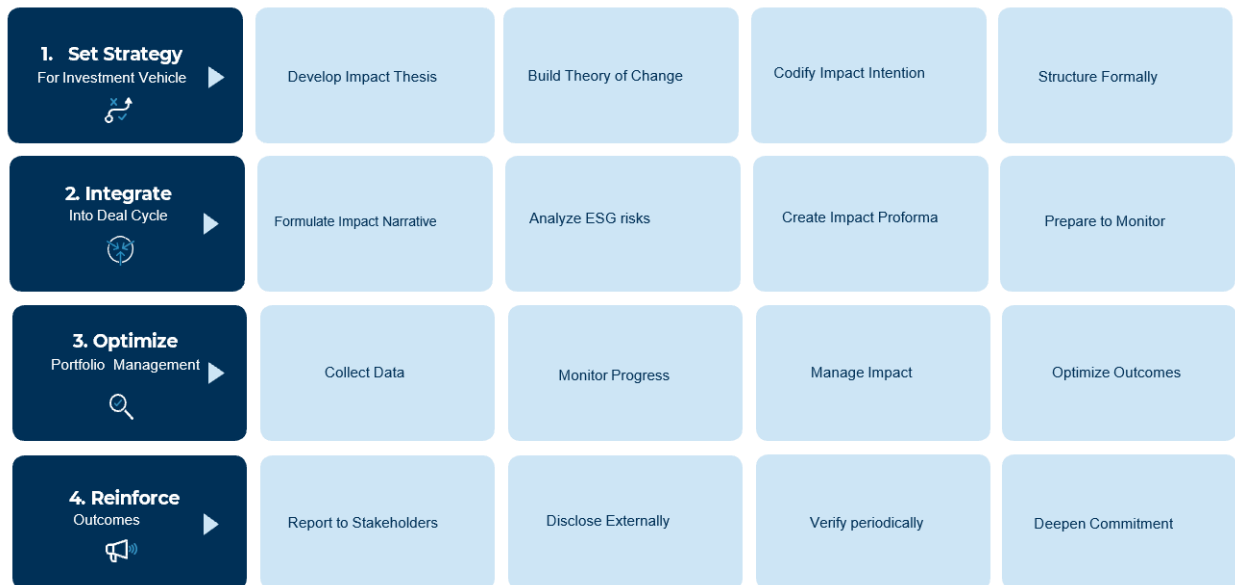 1. Set Strategy
For Investment Vehicle
Develop Impact Thesis
Build Theory of Change
Codify Impact Intention
Structure Formally
2. Integrate
Into Deal Cycle
Formulate Impact Narrative
Analyze ESG risks
Create Impact Proforma
Prepare to Monitor
3. Optimize
Portfolio Management
Collect Data
Monitor Progress
Manage Impact
Optimize Outcomes
4. Reinforce
Outcomes
Report to Stakeholders
Disclose Externally
Verify periodically
Deepen Commitment